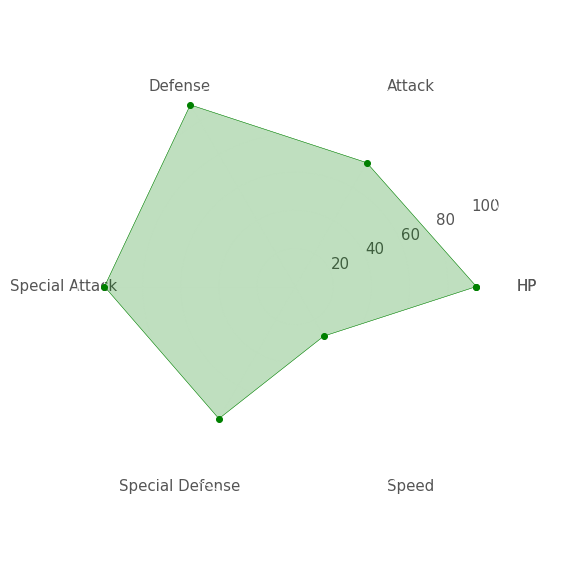 Defense
Attack
100
80
60
40
20
Special Attack
HP
Special Defense
Speed